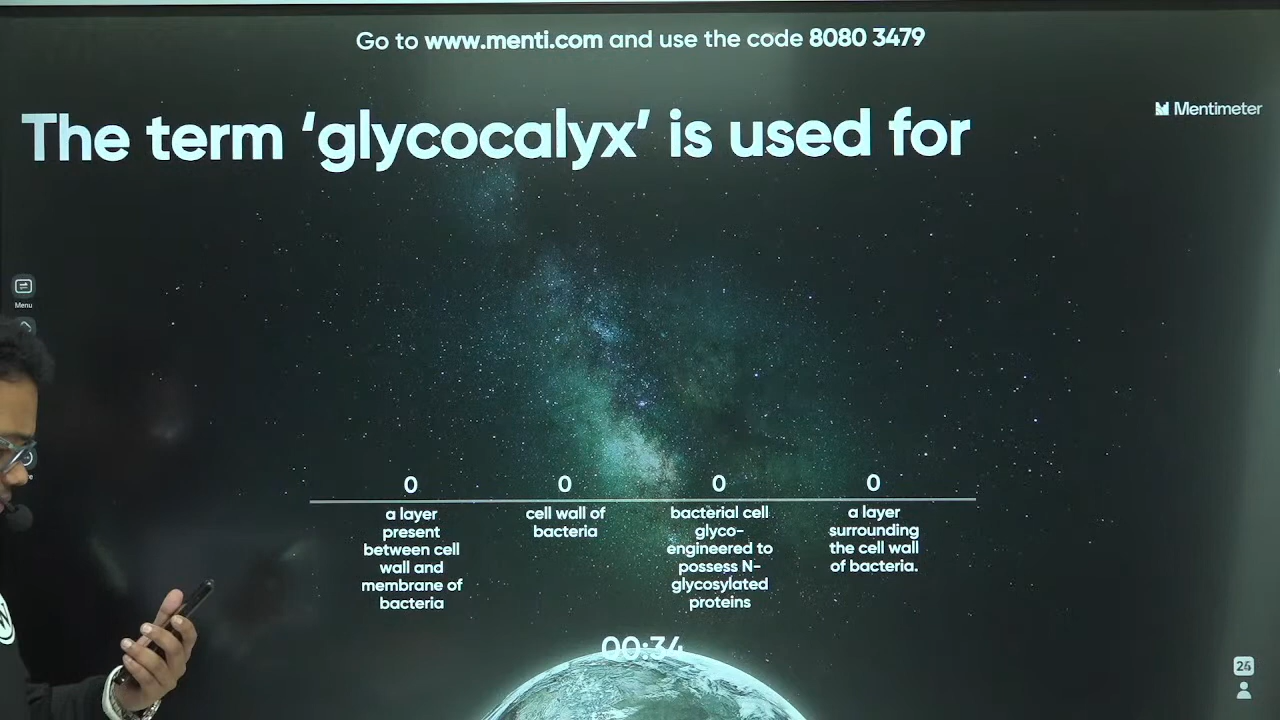 Go to www.menti.com and use the code 8080 3479
Mentimeter
The term ‘glycocalyx’ is used for
Menu
0
a layer
present
between cell
wall and
membrane of
bacteria
0
cell wall of
bacteria
0
bacterial cell
glyco-
engineered to
possess N-
glycosylated
proteins
0
a layer
surrounding
the cell wall
of bacteria.
00:34
26